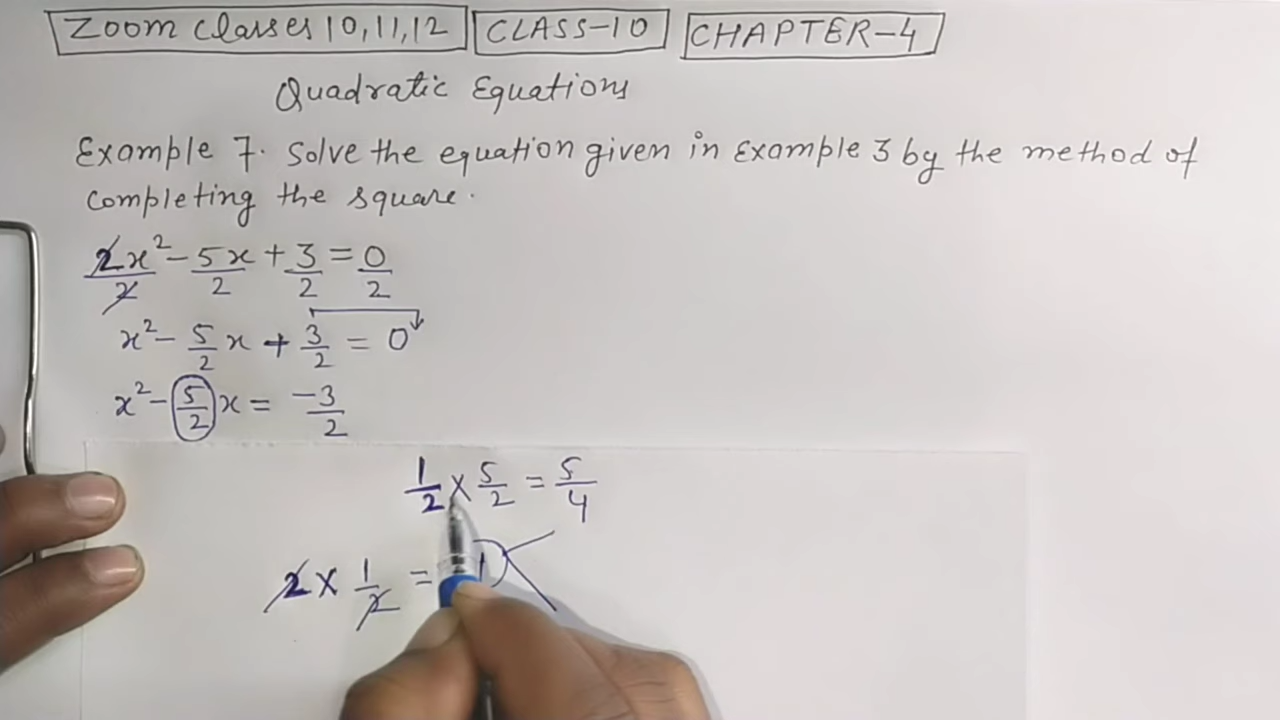 Zoom Classes 10,11,12 CLASS-10 CHAPTER-4
Quadratic Equations
Example 7. Solve the equation given in Example 3 by the method of
completing the square.
2x²/2 - 5x/2 + 3/2 = 0/2
x² - 5/2 x + 3/2 = 0
x² - 5/2 x = -3/2
1/2 × 5/2 = 5/4
2 × 1/2 = 1